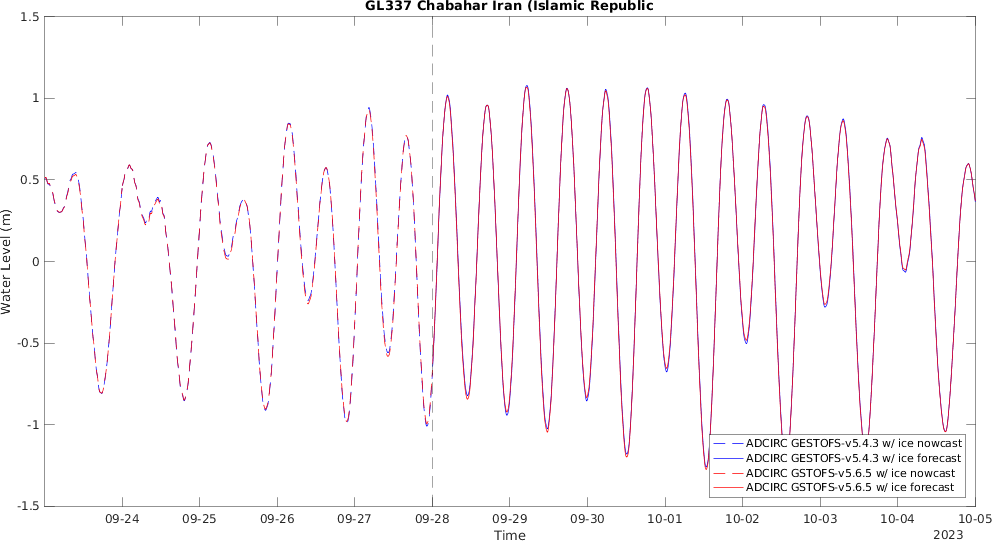 GL337 Chabahar Iran (Islamic Republic
1.5
1
0.5
0
-0.5
-1
-1.5
Water Level (m)
ADCIRC GESTOFS-v5.4.3 w/ ice nowcast
ADCIRC GESTOFS-v5.4.3 w/ ice forecast
ADCIRC GSTOFS-v5.6.5 w/ ice nowcast
ADCIRC GSTOFS-v5.6.5 w/ ice forecast
09-24 09-25 09-26 09-27 09-28 09-29 09-30 10-01 10-02 10-03 10-04 10-05
Time
2023